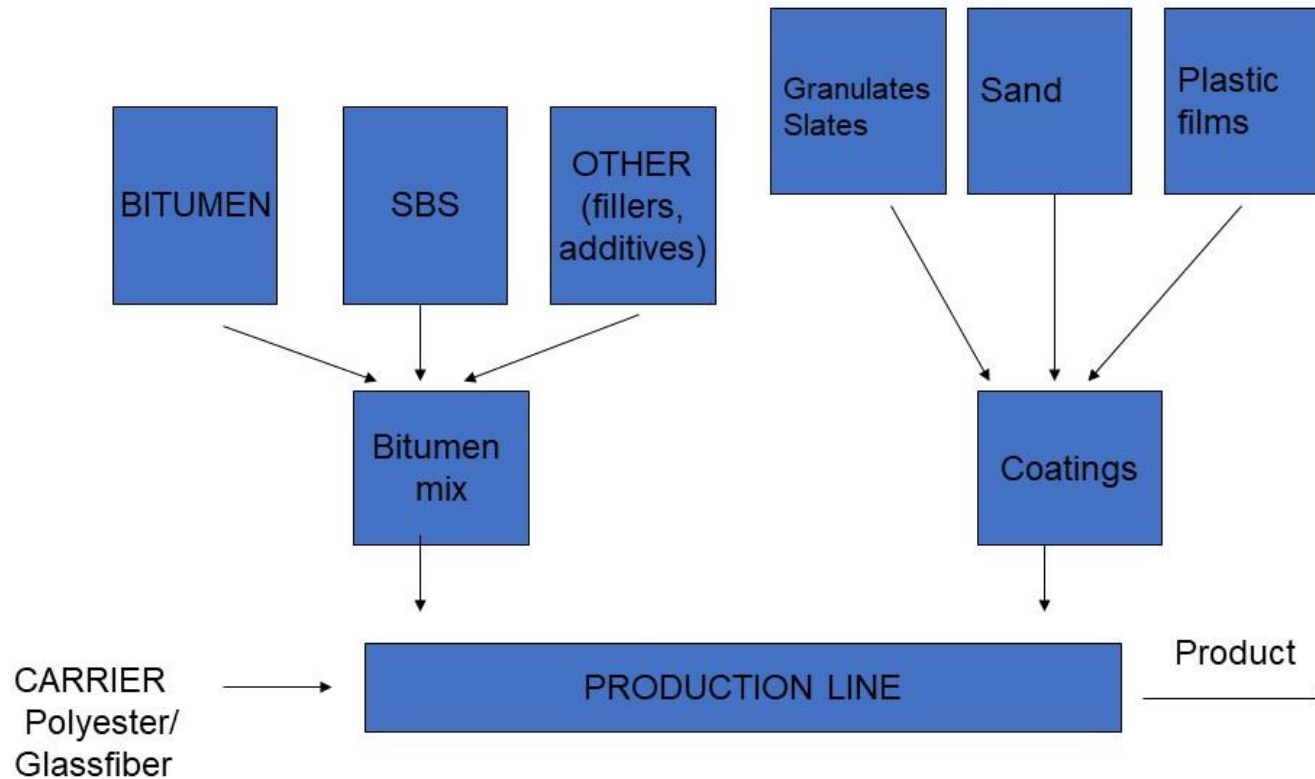 Granulates
Slates
Sand
Plastic
films
BITUMEN
SBS
OTHER
(fillers,
additives)
Bitumen
mix
Coatings
CARRIER
Polyester/
Glassfiber
PRODUCTION LINE
Product